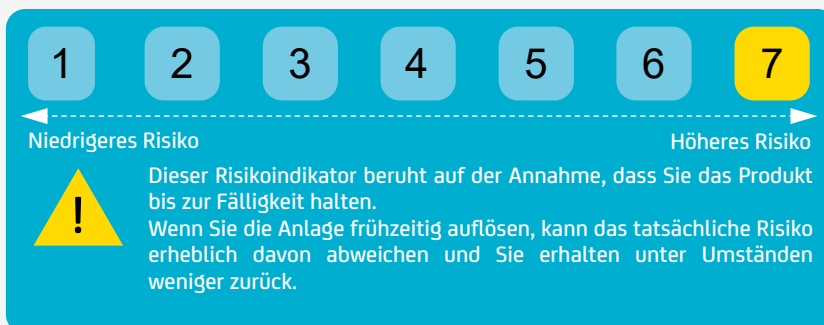 1 2 3 4 5 6 7
Niedrigeres Risiko Höheres Risiko
Dieser Risikoindikator beruht auf der Annahme, dass Sie das Produkt
bis zur Fälligkeit halten.
Wenn Sie die Anlage frühzeitig auflösen, kann das tatsächliche Risiko
erheblich davon abweichen und Sie erhalten unter Umständen
weniger zurück.
!